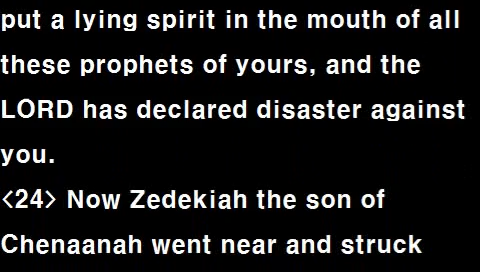 put a lying spirit in the mouth of all
these prophets of yours, and the
LORD has declared disaster against
you.
<24> Now Zedekiah the son of
Chenaanah went near and struck